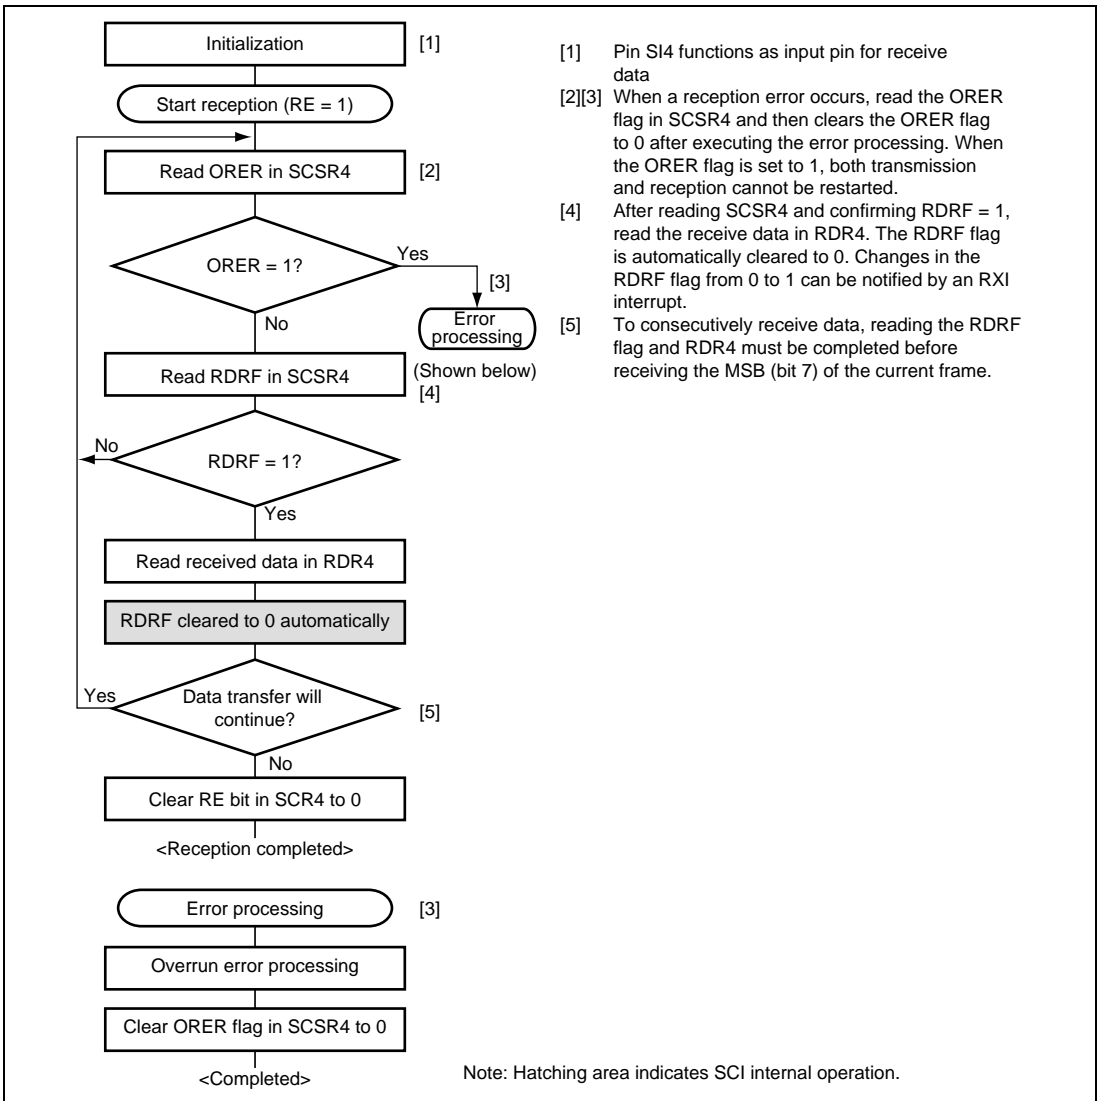 Initialization
[1]
Start reception (RE = 1)
Read ORER in SCSR4
[2]
ORER = 1?
Yes
[3]
No
Error
processing
(Shown below)
Read RDRF in SCSR4
[4]
No
RDRF = 1?
Yes
Read received data in RDR4
RDRF cleared to 0 automatically
Yes
Data transfer will
continue?
[5]
No
Clear RE bit in SCR4 to 0
<Reception completed>
Error processing
[3]
Overrun error processing
Clear ORER flag in SCSR4 to 0
<Completed>
[1] Pin SI4 functions as input pin for receive
data
[2][3] When a reception error occurs, read the ORER
flag in SCSR4 and then clears the ORER flag
to 0 after executing the error processing. When
the ORER flag is set to 1, both transmission
and reception cannot be restarted.
[4] After reading SCSR4 and confirming RDRF = 1,
read the receive data in RDR4. The RDRF flag
is automatically cleared to 0. Changes in the
RDRF flag from 0 to 1 can be notified by an RXI
interrupt.
[5] To consecutively receive data, reading the RDRF
flag and RDR4 must be completed before
receiving the MSB (bit 7) of the current frame.
Note: Hatching area indicates SCI internal operation.